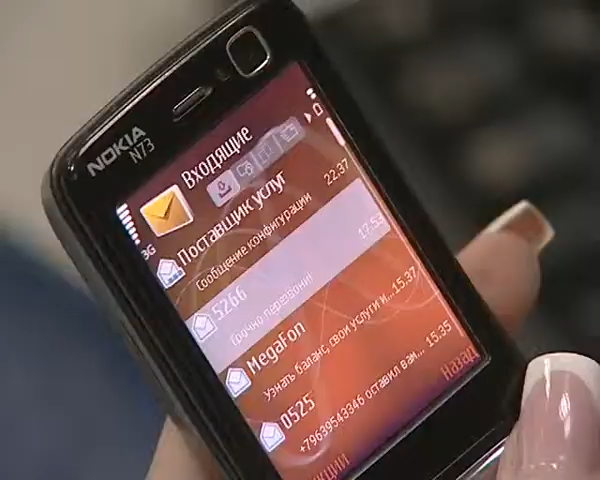 NOKIA
N73
Входящие
3G
Поставщик услуг
22.37
Сообщение конфигурации
5266
17.53
Срочно перезвони!
MegaFon
15.37
Узнать баланс, свои услуги и...
0525
15.35
+79639543346 оставил вам...
Назад